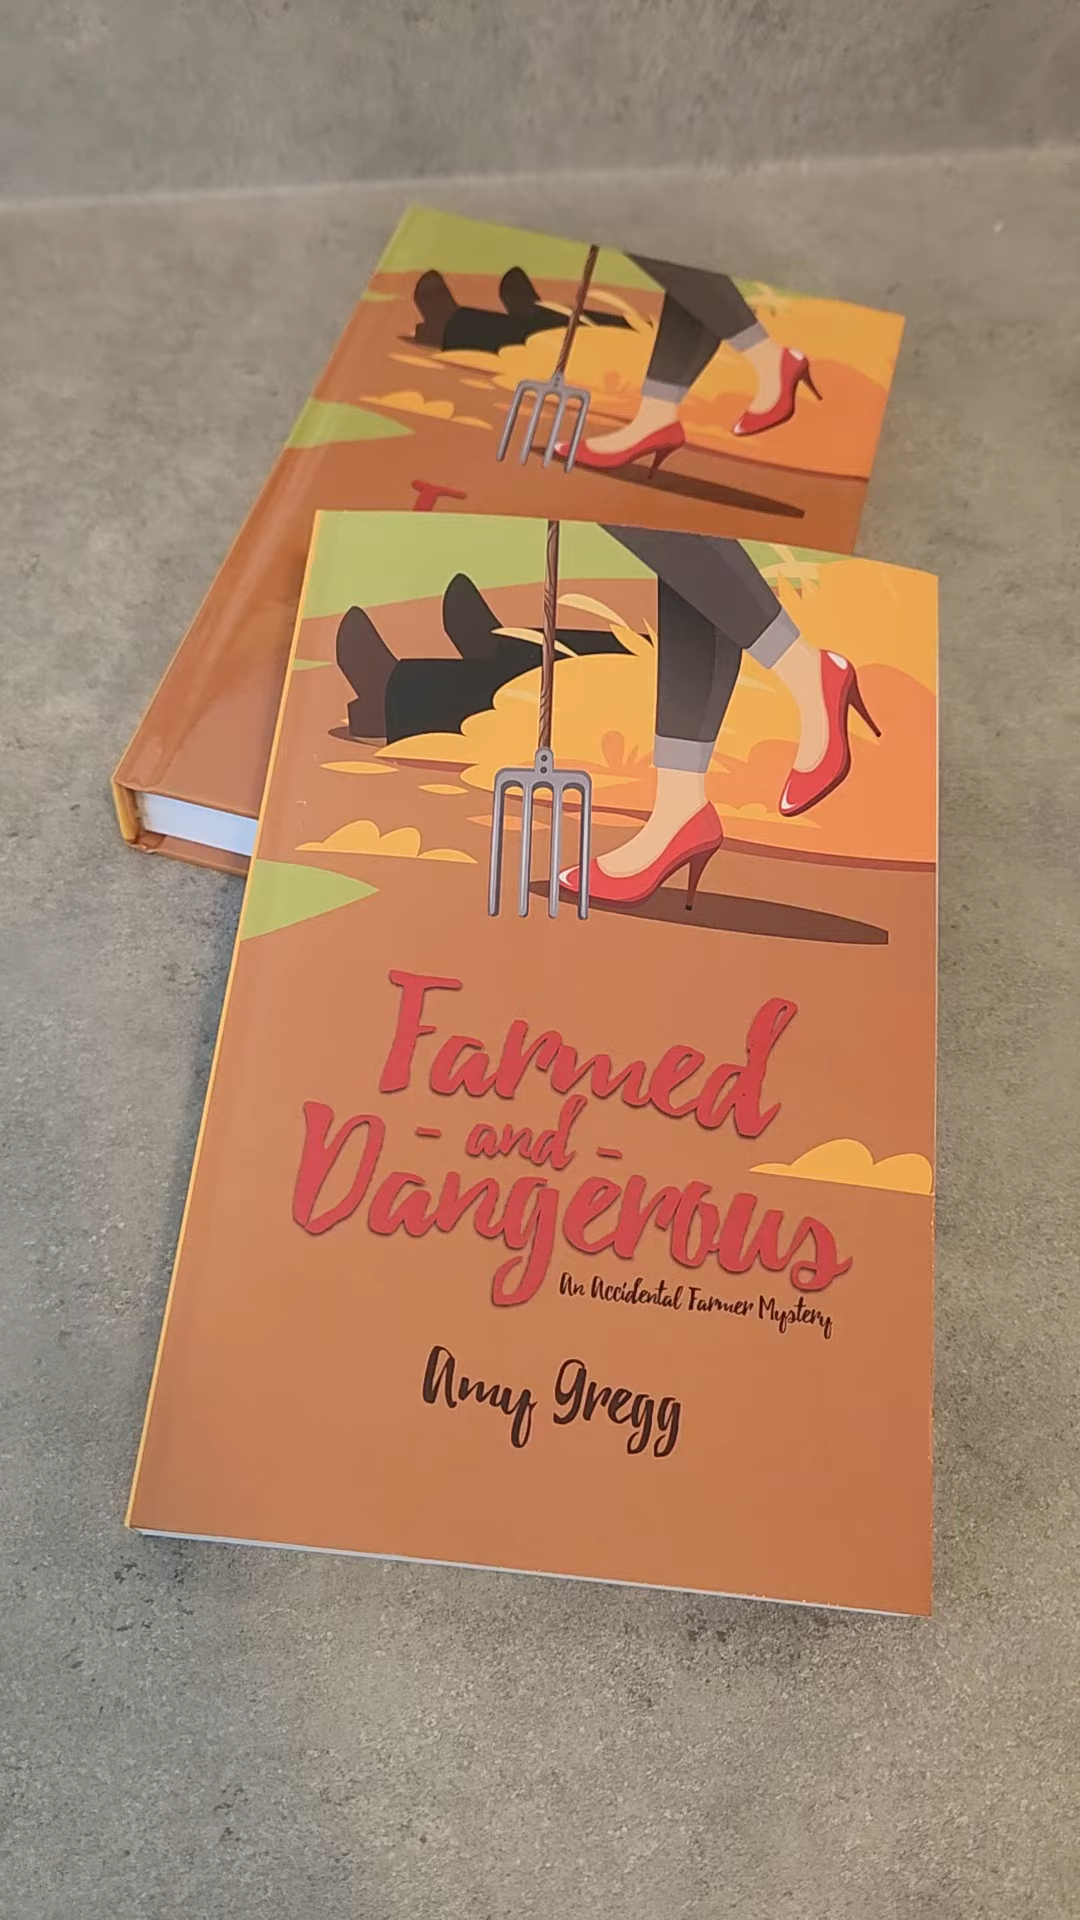 Farmed
- and -
Dangerous
An Accidental Farmer Mystery
Amy Gregg